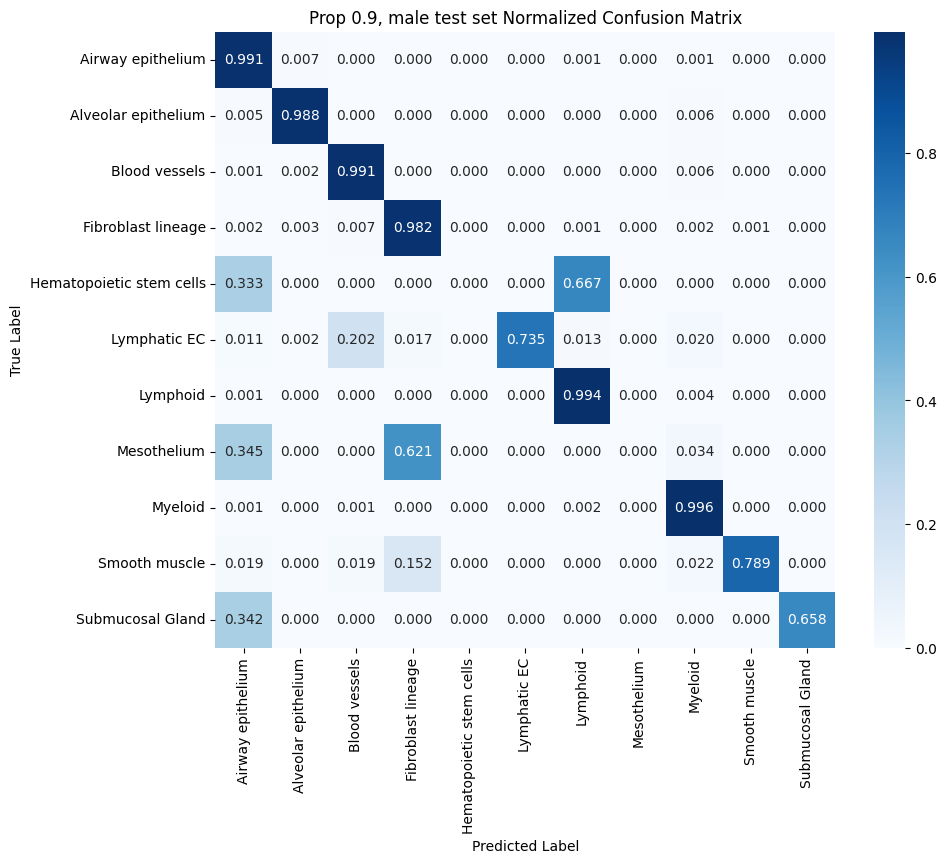 Prop 0.9, male test set Normalized Confusion Matrix
True Label
Airway epithelium 0.991 0.007 0.000 0.000 0.000 0.000 0.001 0.000 0.001 0.000 0.000
Alveolar epithelium 0.005 0.988 0.000 0.000 0.000 0.000 0.000 0.000 0.006 0.000 0.000
Blood vessels 0.001 0.002 0.991 0.000 0.000 0.000 0.000 0.000 0.006 0.000 0.000
Fibroblast lineage 0.002 0.003 0.007 0.982 0.000 0.000 0.001 0.000 0.002 0.001 0.000
Hematopoietic stem cells 0.333 0.000 0.000 0.000 0.000 0.000 0.667 0.000 0.000 0.000 0.000
Lymphatic EC 0.011 0.002 0.202 0.017 0.000 0.735 0.013 0.000 0.020 0.000 0.000
Lymphoid 0.001 0.000 0.000 0.000 0.000 0.000 0.994 0.000 0.004 0.000 0.000
Mesothelium 0.345 0.000 0.000 0.621 0.000 0.000 0.000 0.000 0.034 0.000 0.000
Myeloid 0.001 0.000 0.001 0.000 0.000 0.000 0.002 0.000 0.996 0.000 0.000
Smooth muscle 0.019 0.000 0.019 0.152 0.000 0.000 0.000 0.000 0.022 0.789 0.000
Submucosal Gland 0.342 0.000 0.000 0.000 0.000 0.000 0.000 0.000 0.000 0.000 0.658
Airway epithelium
Alveolar epithelium
Blood vessels
Fibroblast lineage
Hematopoietic stem cells
Lymphatic EC
Lymphoid
Mesothelium
Myeloid
Smooth muscle
Submucosal Gland
Predicted Label
0.8
0.6
0.4
0.2
0.0